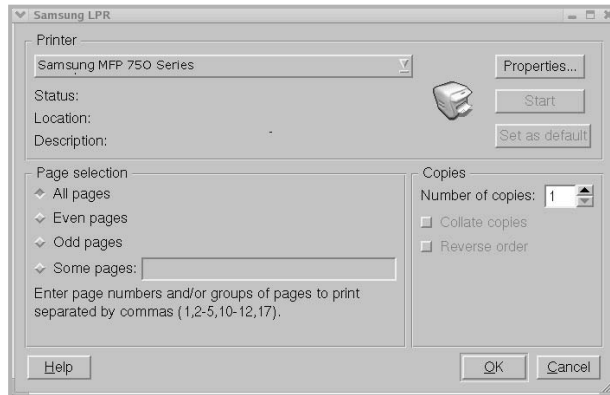 Samsung LPR
Printer
Samsung MFP 750 Series
Properties...
Status:
Start
Location:
Set as default
Description:
Page selection
All pages
Even pages
Odd pages
Some pages:
Enter page numbers and/or groups of pages to print
separated by commas (1,2-5,10-12,17).
Copies
Number of copies: 1
Collate copies
Reverse order
Help
OK
Cancel